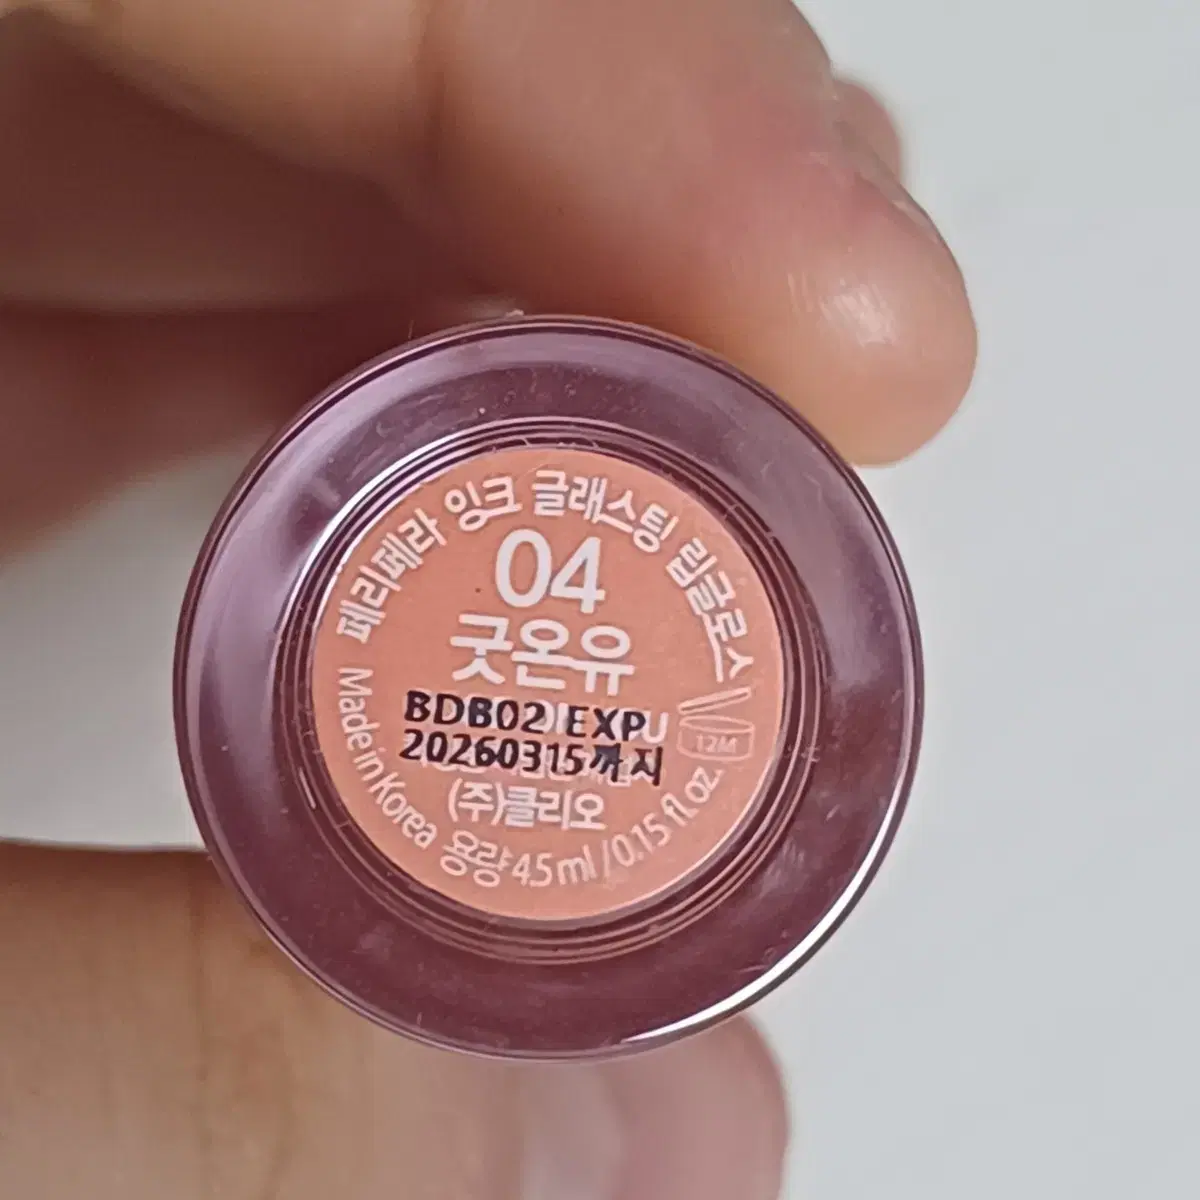 페리페라 잉크 글래스팅 립글로스
04
굿온유
BDB02 EXP
20260315까지
12M
(주)클리오
Made in Korea 용량 4.5ml / 0.15 fl. oz.